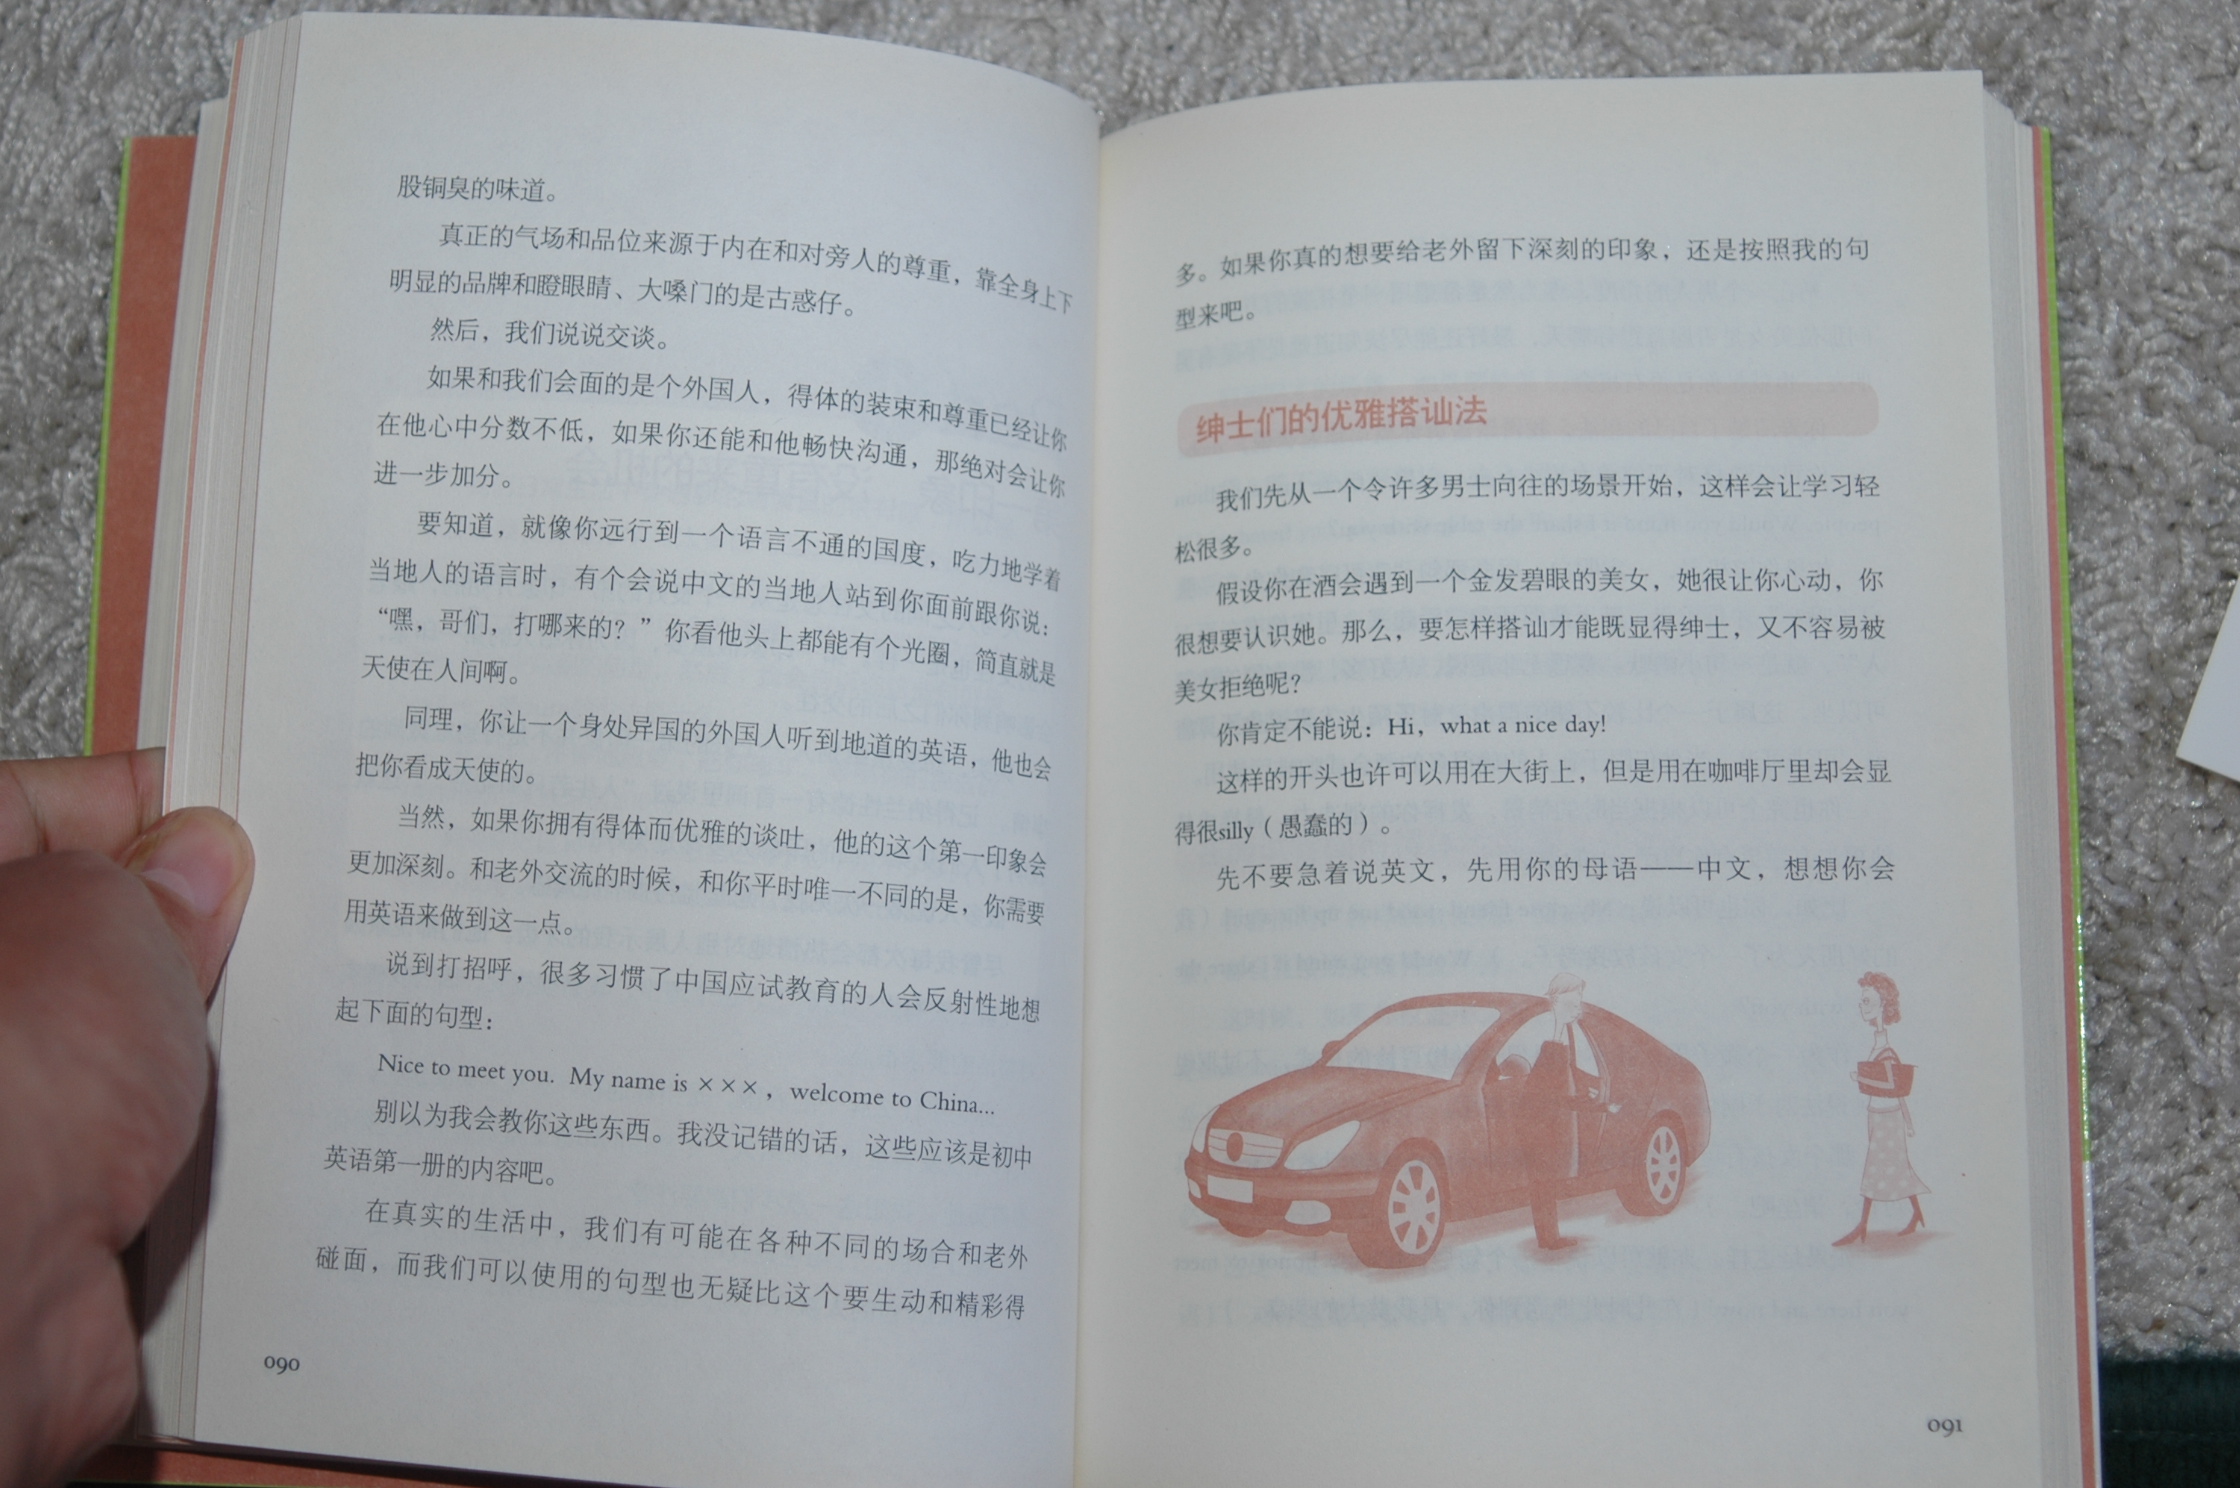 股铜臭的味道。
真正的气场和品位来源于内在和对旁人的尊重，靠全身上下
明显的品牌和瞪眼睛、大嗓门的是古惑仔。
然后，我们说说交谈。
如果和我们会面的是个外国人，得体的装束和尊重已经让你
在他心中分数不低，如果你还能和他畅快沟通，那绝对会让你
进一步加分。
要知道，就像你远行到一个语言不通的国度，吃力地学着
当地人的语言时，有个会说中文的当地人站到你面前跟你说：
“嘿，哥们，打哪来的？”你看他头上都能有个光圈，简直就是
天使在人间啊。
同理，你让一个身处异国的外国人听到地道的英语，他也会
把你看成天使的。
当然，如果你拥有得体而优雅的谈吐，他的这个第一印象会
更加深刻。和老外交流的时候，和你平时唯一不同的是，你需要
用英语来做到这一点。
说到打招呼，很多习惯了中国应试教育的人会反射性地想
起下面的句型：
Nice to meet you. My name is ×××, welcome to China...
别以为我会教你这些东西。我没记错的话，这些应该是初中
英语第一册的内容吧。
在真实的生活中，我们有可能在各种不同的场合和老外
碰面，而我们可以使用的句型也无疑比这个要生动和精彩得
090
多。如果你真的想要给老外留下深刻的印象，还是按照我的句
型来吧。
绅士们的优雅搭讪法
我们先从一个令许多男士向往的场景开始，这样会让学习轻
松很多。
假设你在酒会遇到一个金发碧眼的美女，她很让你心动，你
很想要认识她。那么，要怎样搭讪才能既显得绅士，又不容易被
美女拒绝呢？
你肯定不能说：Hi, what a nice day!
这样的开头也许可以用在大街上，但是用在咖啡厅里却会显
得很silly（愚蠢的）。
先不要急着说英文，先用你的母语——中文，想想你会
091